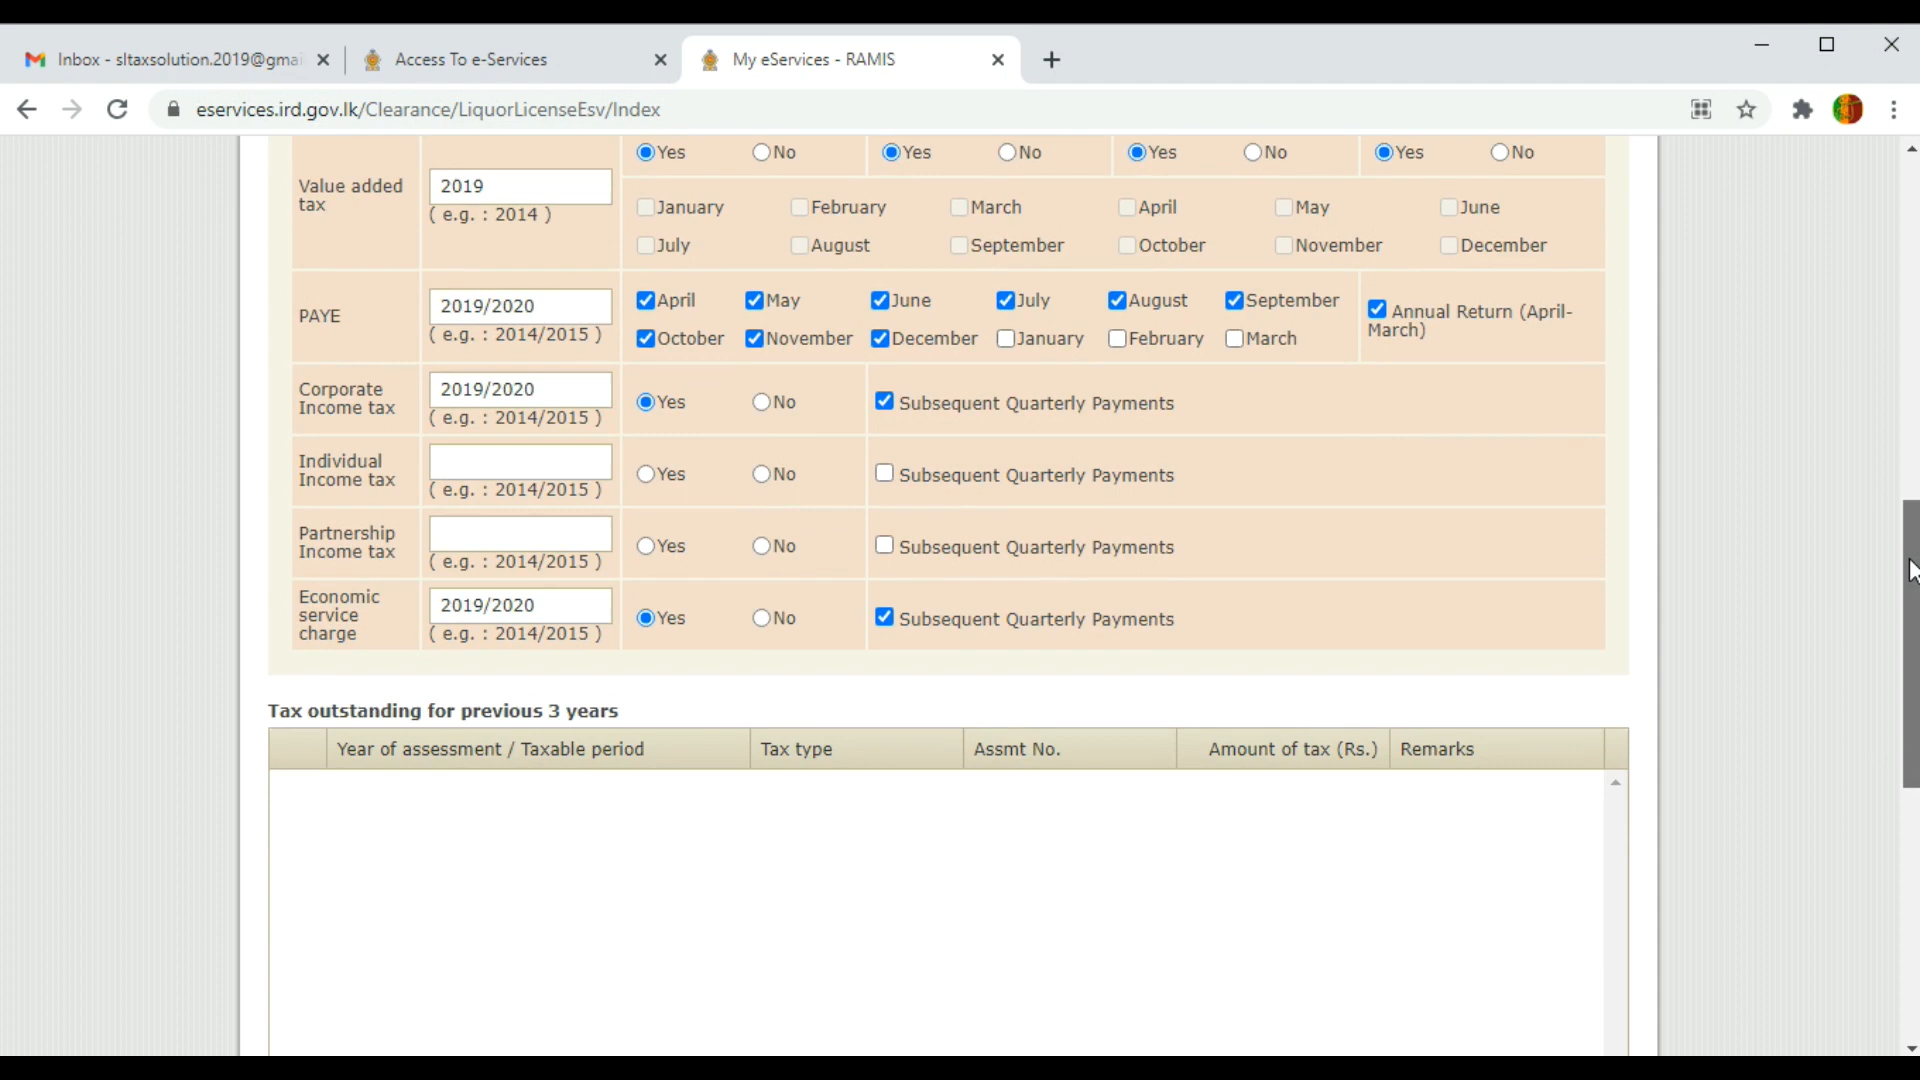 Inbox - sltaxsolution.2019@gmai
Access To e-Services
My eServices - RAMIS
eservices.ird.gov.lk/Clearance/LiquorLicenseEsv/Index
Yes No Yes No Yes No Yes No
Value added tax
2019
( e.g. : 2014 )
January February March April May June
July August September October November December
PAYE
2019/2020
( e.g. : 2014/2015 )
April May June July August September
October November December January February March
Annual Return (April-
March)
Corporate
Income tax
2019/2020
( e.g. : 2014/2015 )
Yes No Subsequent Quarterly Payments
Individual
Income tax
( e.g. : 2014/2015 )
Yes No Subsequent Quarterly Payments
Partnership
Income tax
( e.g. : 2014/2015 )
Yes No Subsequent Quarterly Payments
Economic
service
charge
2019/2020
( e.g. : 2014/2015 )
Yes No Subsequent Quarterly Payments
Tax outstanding for previous 3 years
Year of assessment / Taxable period Tax type Assmt No. Amount of tax (Rs.) Remarks